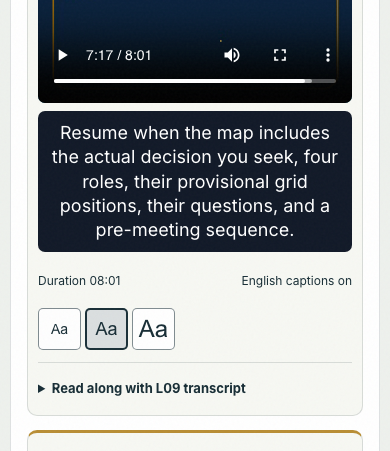 7:17 / 8:01
Resume when the map includes
the actual decision you seek, four
roles, their provisional grid
positions, their questions, and a
pre-meeting sequence.
Duration 08:01 English captions on
Aa Aa Aa
Read along with L09 transcript